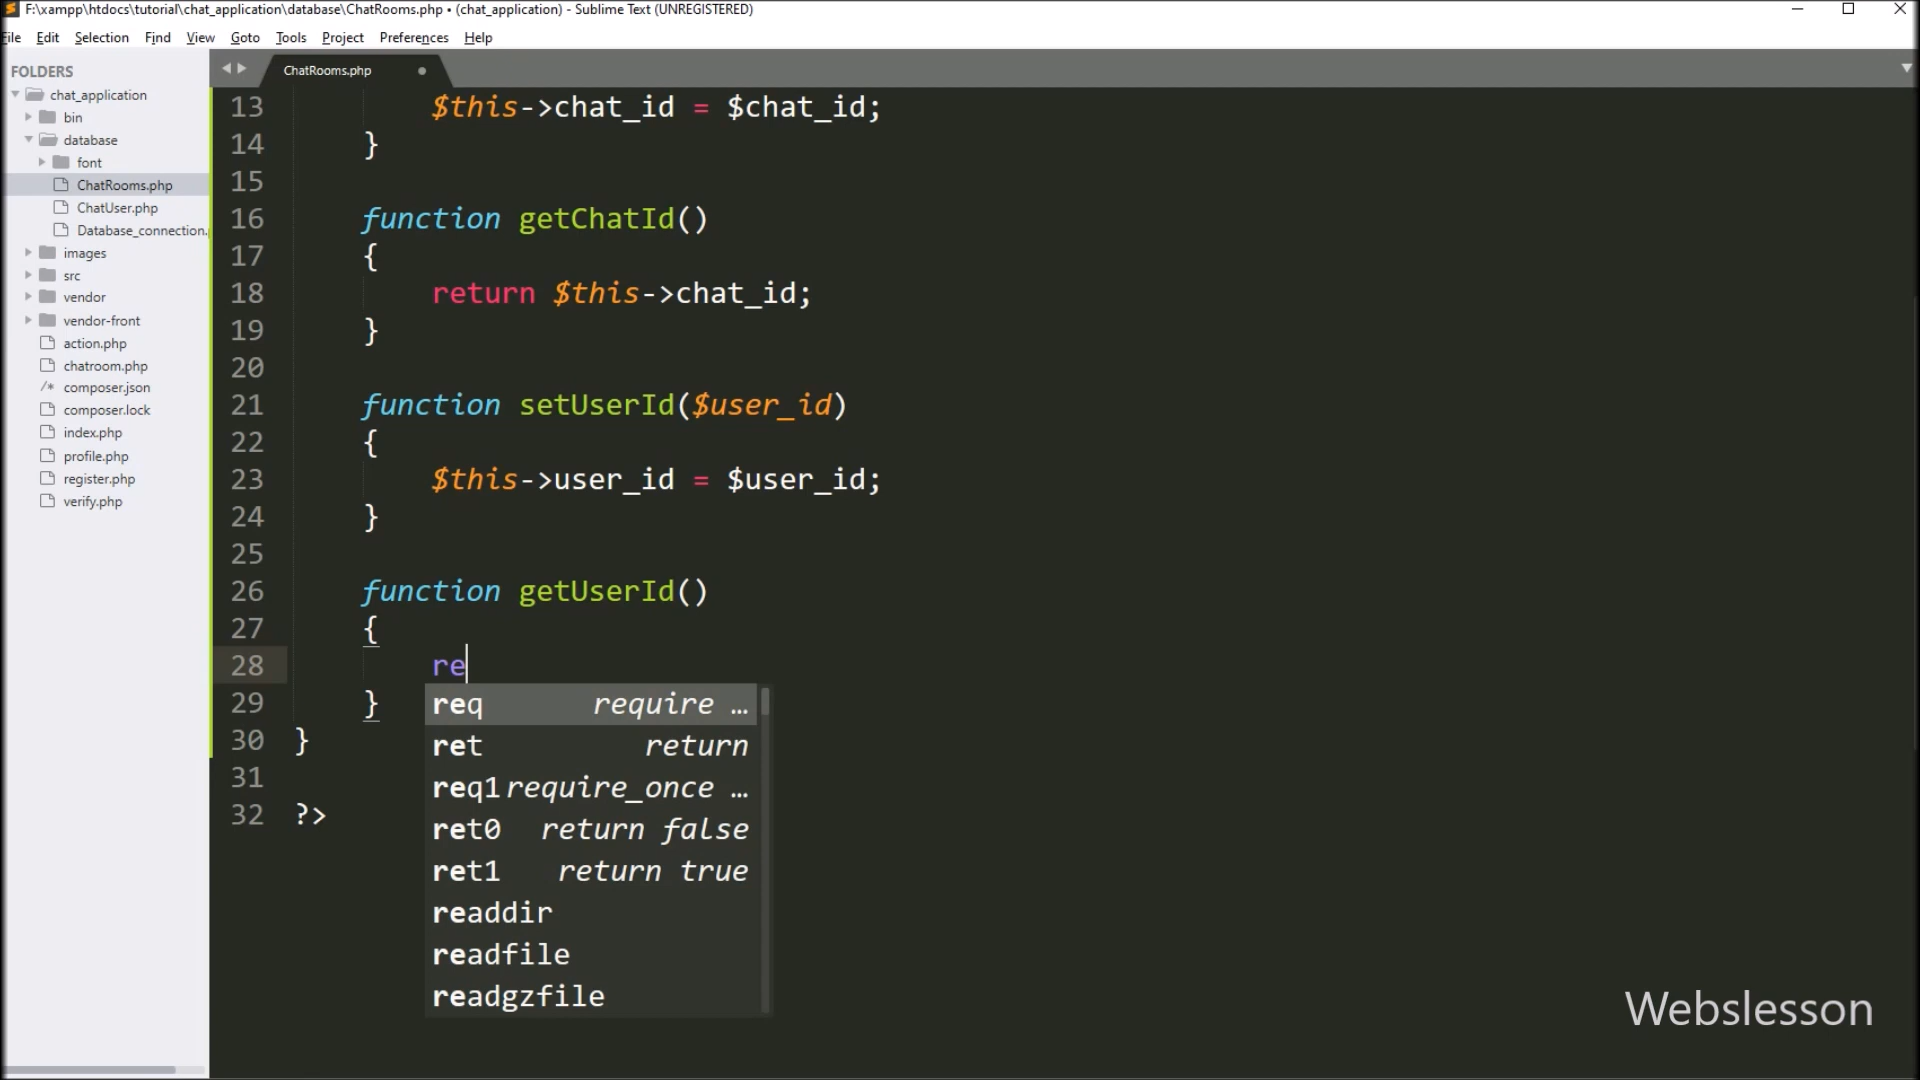 F:\xampp\htdocs\tutorial\chat_application\database\ChatRooms.php • (chat_application) - Sublime Text (UNREGISTERED)
ile Edit Selection Find View Goto Tools Project Preferences Help
FOLDERS
chat_application
bin
database
font
ChatRooms.php
ChatUser.php
Database_connection.
images
src
vendor
vendor-front
action.php
chatroom.php
/* composer.json
composer.lock
index.php
profile.php
register.php
verify.php
ChatRooms.php
13 $this->chat_id = $chat_id;
14 }
15
16 function getChatId()
17 {
18 return $this->chat_id;
19 }
20
21 function setUserId($user_id)
22 {
23 $this->user_id = $user_id;
24 }
25
26 function getUserId()
27 {
28 re
29 }
30 }
31
32 ?>
req require …
ret return
req1 require_once …
ret0 return false
ret1 return true
readdir
readfile
readgzfile
Webslesson